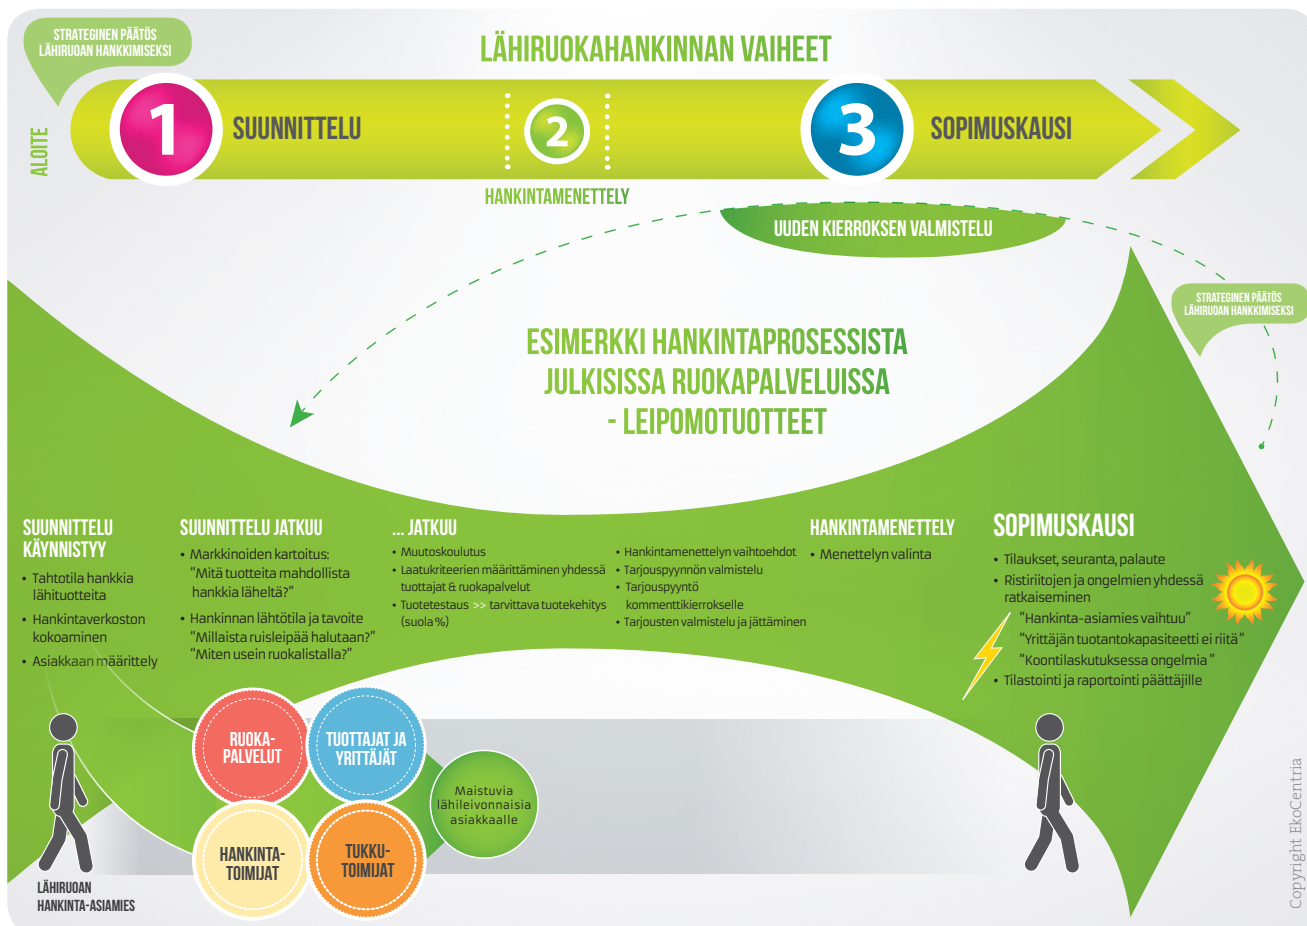 STRATEGINEN PÄÄTÖS
LÄHIRUOAN HANKKIMISEKSI
LÄHIRUOKAHANKINNAN VAIHEET
ALOITE
1
SUUNNITTELU
2
3
SOPIMUSKAUSI
HANKINTAMENETTELY
UUDEN KIERROKSEN VALMISTELU
STRATEGINEN PÄÄTÖS
LÄHIRUOAN HANKKIMISEKSI
ESIMERKKI HANKINTAPROSESSISTA
JULKISISSA RUOKAPALVELUISSA
- LEIPOMOTUOTTEET
SUUNNITTELU
KÄYNNISTYY
• Tahtotila hankkia
lähituotteita
• Hankintaverkoston
kokoaminen
• Asiakkaan määrittely
SUUNNITTELU JATKUU
• Markkinoiden kartoitus:
"Mitä tuotteita mahdollista
hankkia läheltä?"
• Hankinnan lähtötila ja tavoite
"Millaista ruisleipää halutaan?"
"Miten usein ruokalistalla?"
... JATKUU
• Muutoskoulutus
• Laatukriteerien määrittäminen yhdessä
tuottajat & ruokapalvelut
• Tuotetestaus >> tarvittava tuotekehitys
(suola%)
• Hankintamenettelyn vaihtoehdot
• Tarjouspyynnön valmistelu
• Tarjouspyyntö
kommenttikierrokselle
• Tarjousten valmistelu ja jättäminen
HANKINTAMENETTELY
• Menettelyn valinta
SOPIMUSKAUSI
• Tilaukset, seuranta, palaute
• Ristiriitojen ja ongelmien yhdessä
ratkaiseminen
"Hankinta-asiamies vaihtuu"
"Yrittäjän tuotantokapasiteetti ei riitä"
"Koontilaskutuksessa ongelmia"
• Tilastointi ja raportointi päättäjille
RUOKA-
PALVELUT
TUOTTAJAT JA
YRITTÄJÄT
HANKINTA-
TOIMIJAT
TUKKU-
TOIMIJAT
Maistuvia
lähileivonnaisia
asiakkaalle
LÄHIRUOAN
HANKINTA-ASIAMIES
Copyright EkoCentria